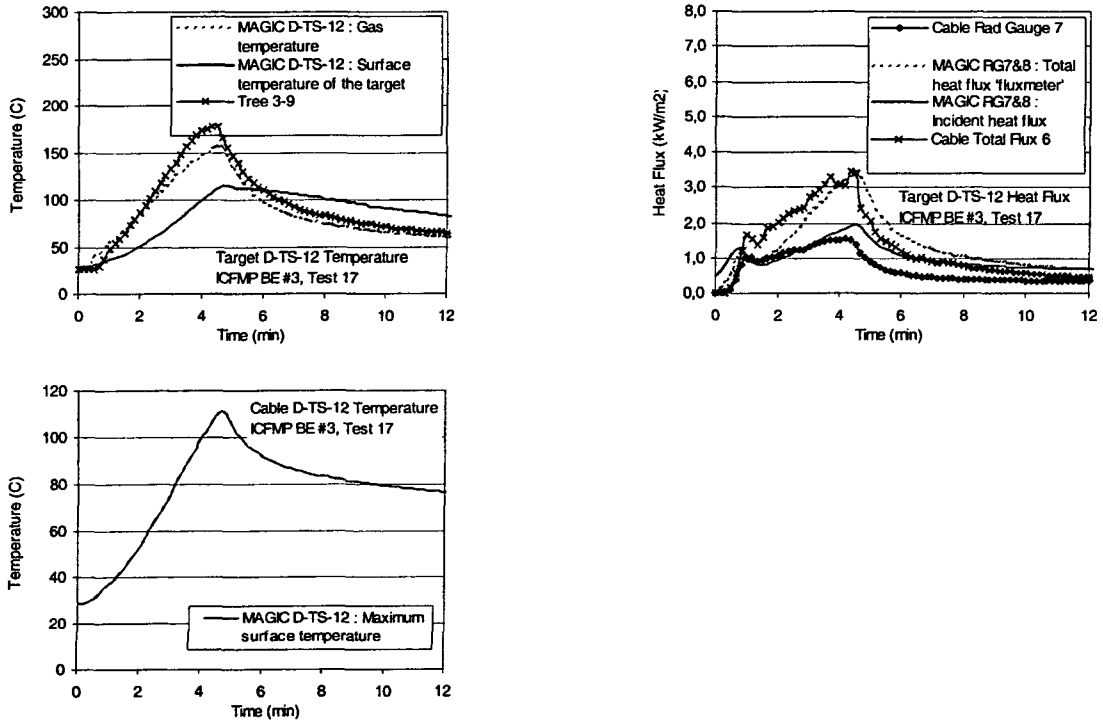 300
250
200
150
100
50
0
Temperature (C)
MAGIC D-TS-12 : Gas
temperature
MAGIC D-TS-12 : Surface
temperature of the target
Tree 3-9
Target D-TS-12 Temperature
ICFMP BE #3, Test 17
0 2 4 6 8 10 12
Time (min)
8,0
7,0
6,0
5,0
4,0
3,0
2,0
1,0
0,0
Heat Flux (kW/m2;
Cable Rad Gauge 7
MAGIC RG7&8 : Total
heat flux 'fluxmeter'
MAGIC RG7&8 :
Incident heat flux
Cable Total Flux 6
Target D-TS-12 Heat Flux
ICFMP BE #3, Test 17
0 2 4 6 8 10 12
Time (min)
120
100
80
60
40
20
0
Temperature (C)
Cable D-TS-12 Temperature
ICFMP BE #3, Test 17
MAGIC D-TS-12 : Maximum
surface temperature
0 2 4 6 8 10 12
Time (min)